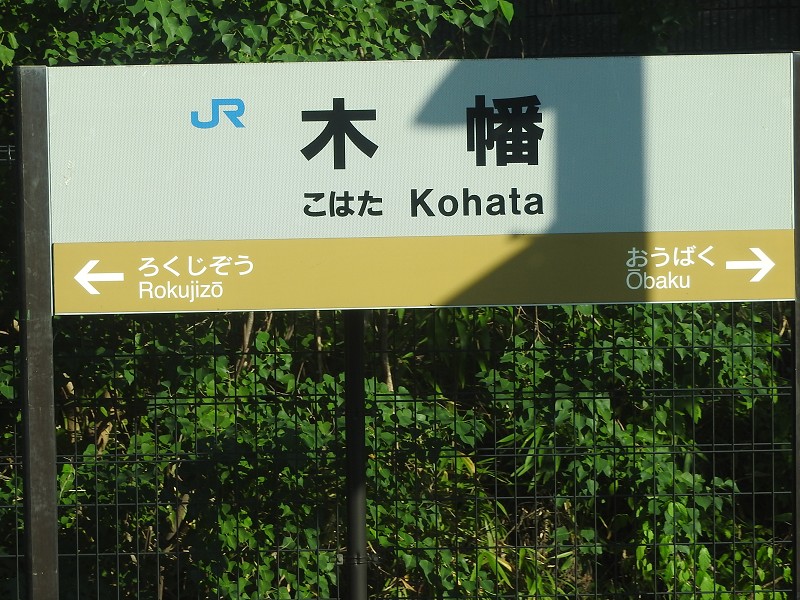 JR 木幡
こはた Kohata
← ろくじぞう
Rokujizō
おうばく →
Ōbaku